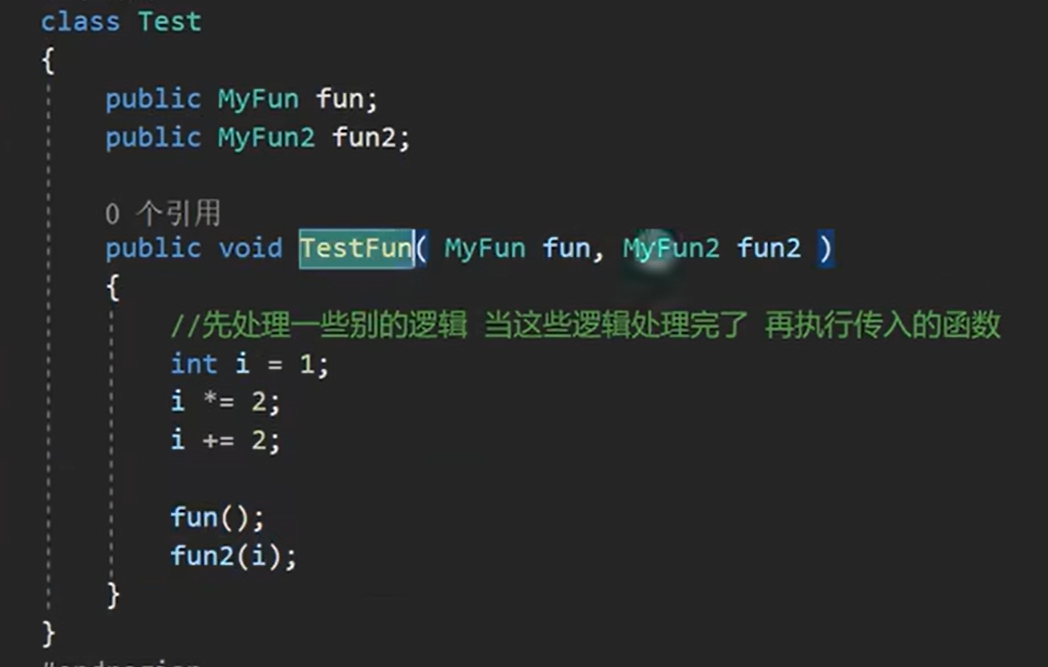 class Test
{
public MyFun fun;
public MyFun2 fun2;
0 个引用
public void TestFun( MyFun fun, MyFun2 fun2 )
{
//先处理一些别的逻辑 当这些逻辑处理完了 再执行传入的函数
int i = 1;
i *= 2;
i += 2;
fun();
fun2(i);
}
}